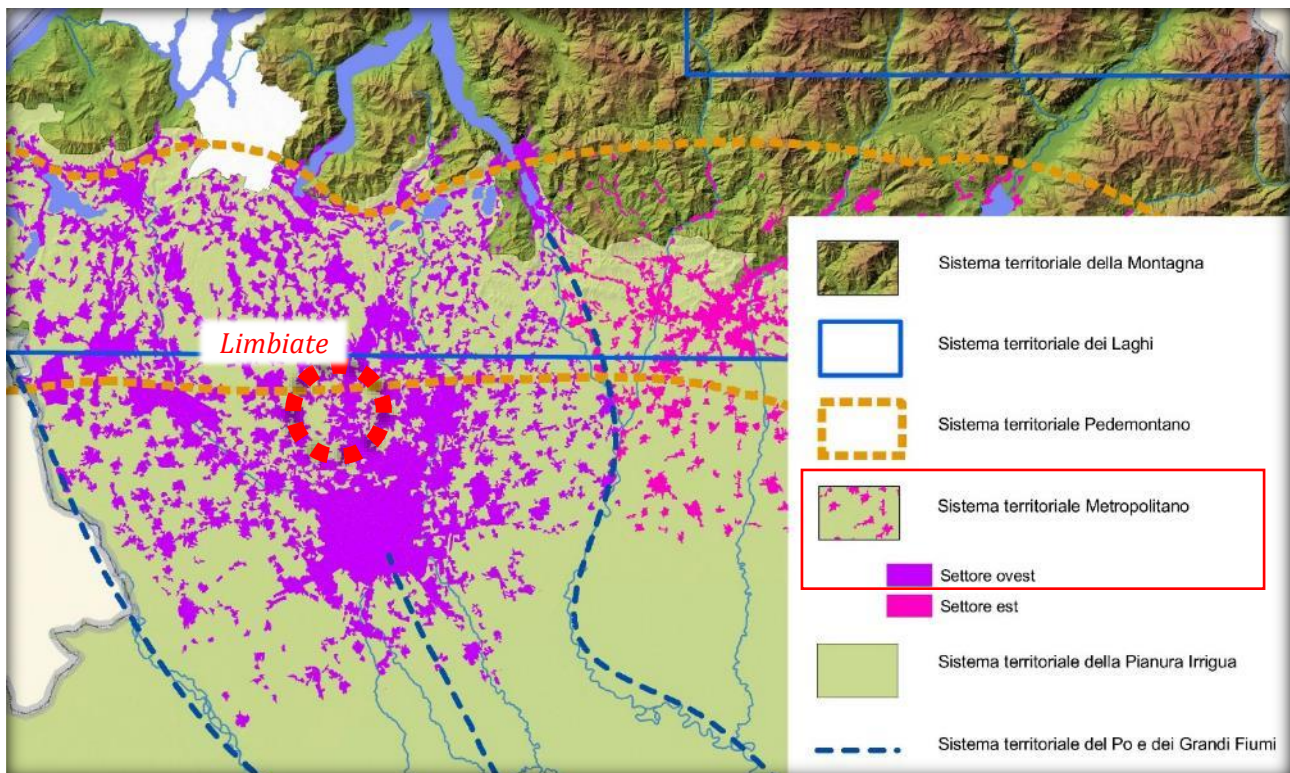 Limbiate
Sistema territoriale della Montagna
Sistema territoriale dei Laghi
Sistema territoriale Pedemontano
Sistema territoriale Metropolitano
Settore ovest
Settore est
Sistema territoriale della Pianura Irrigua
Sistema territoriale del Po e dei Grandi Fiumi